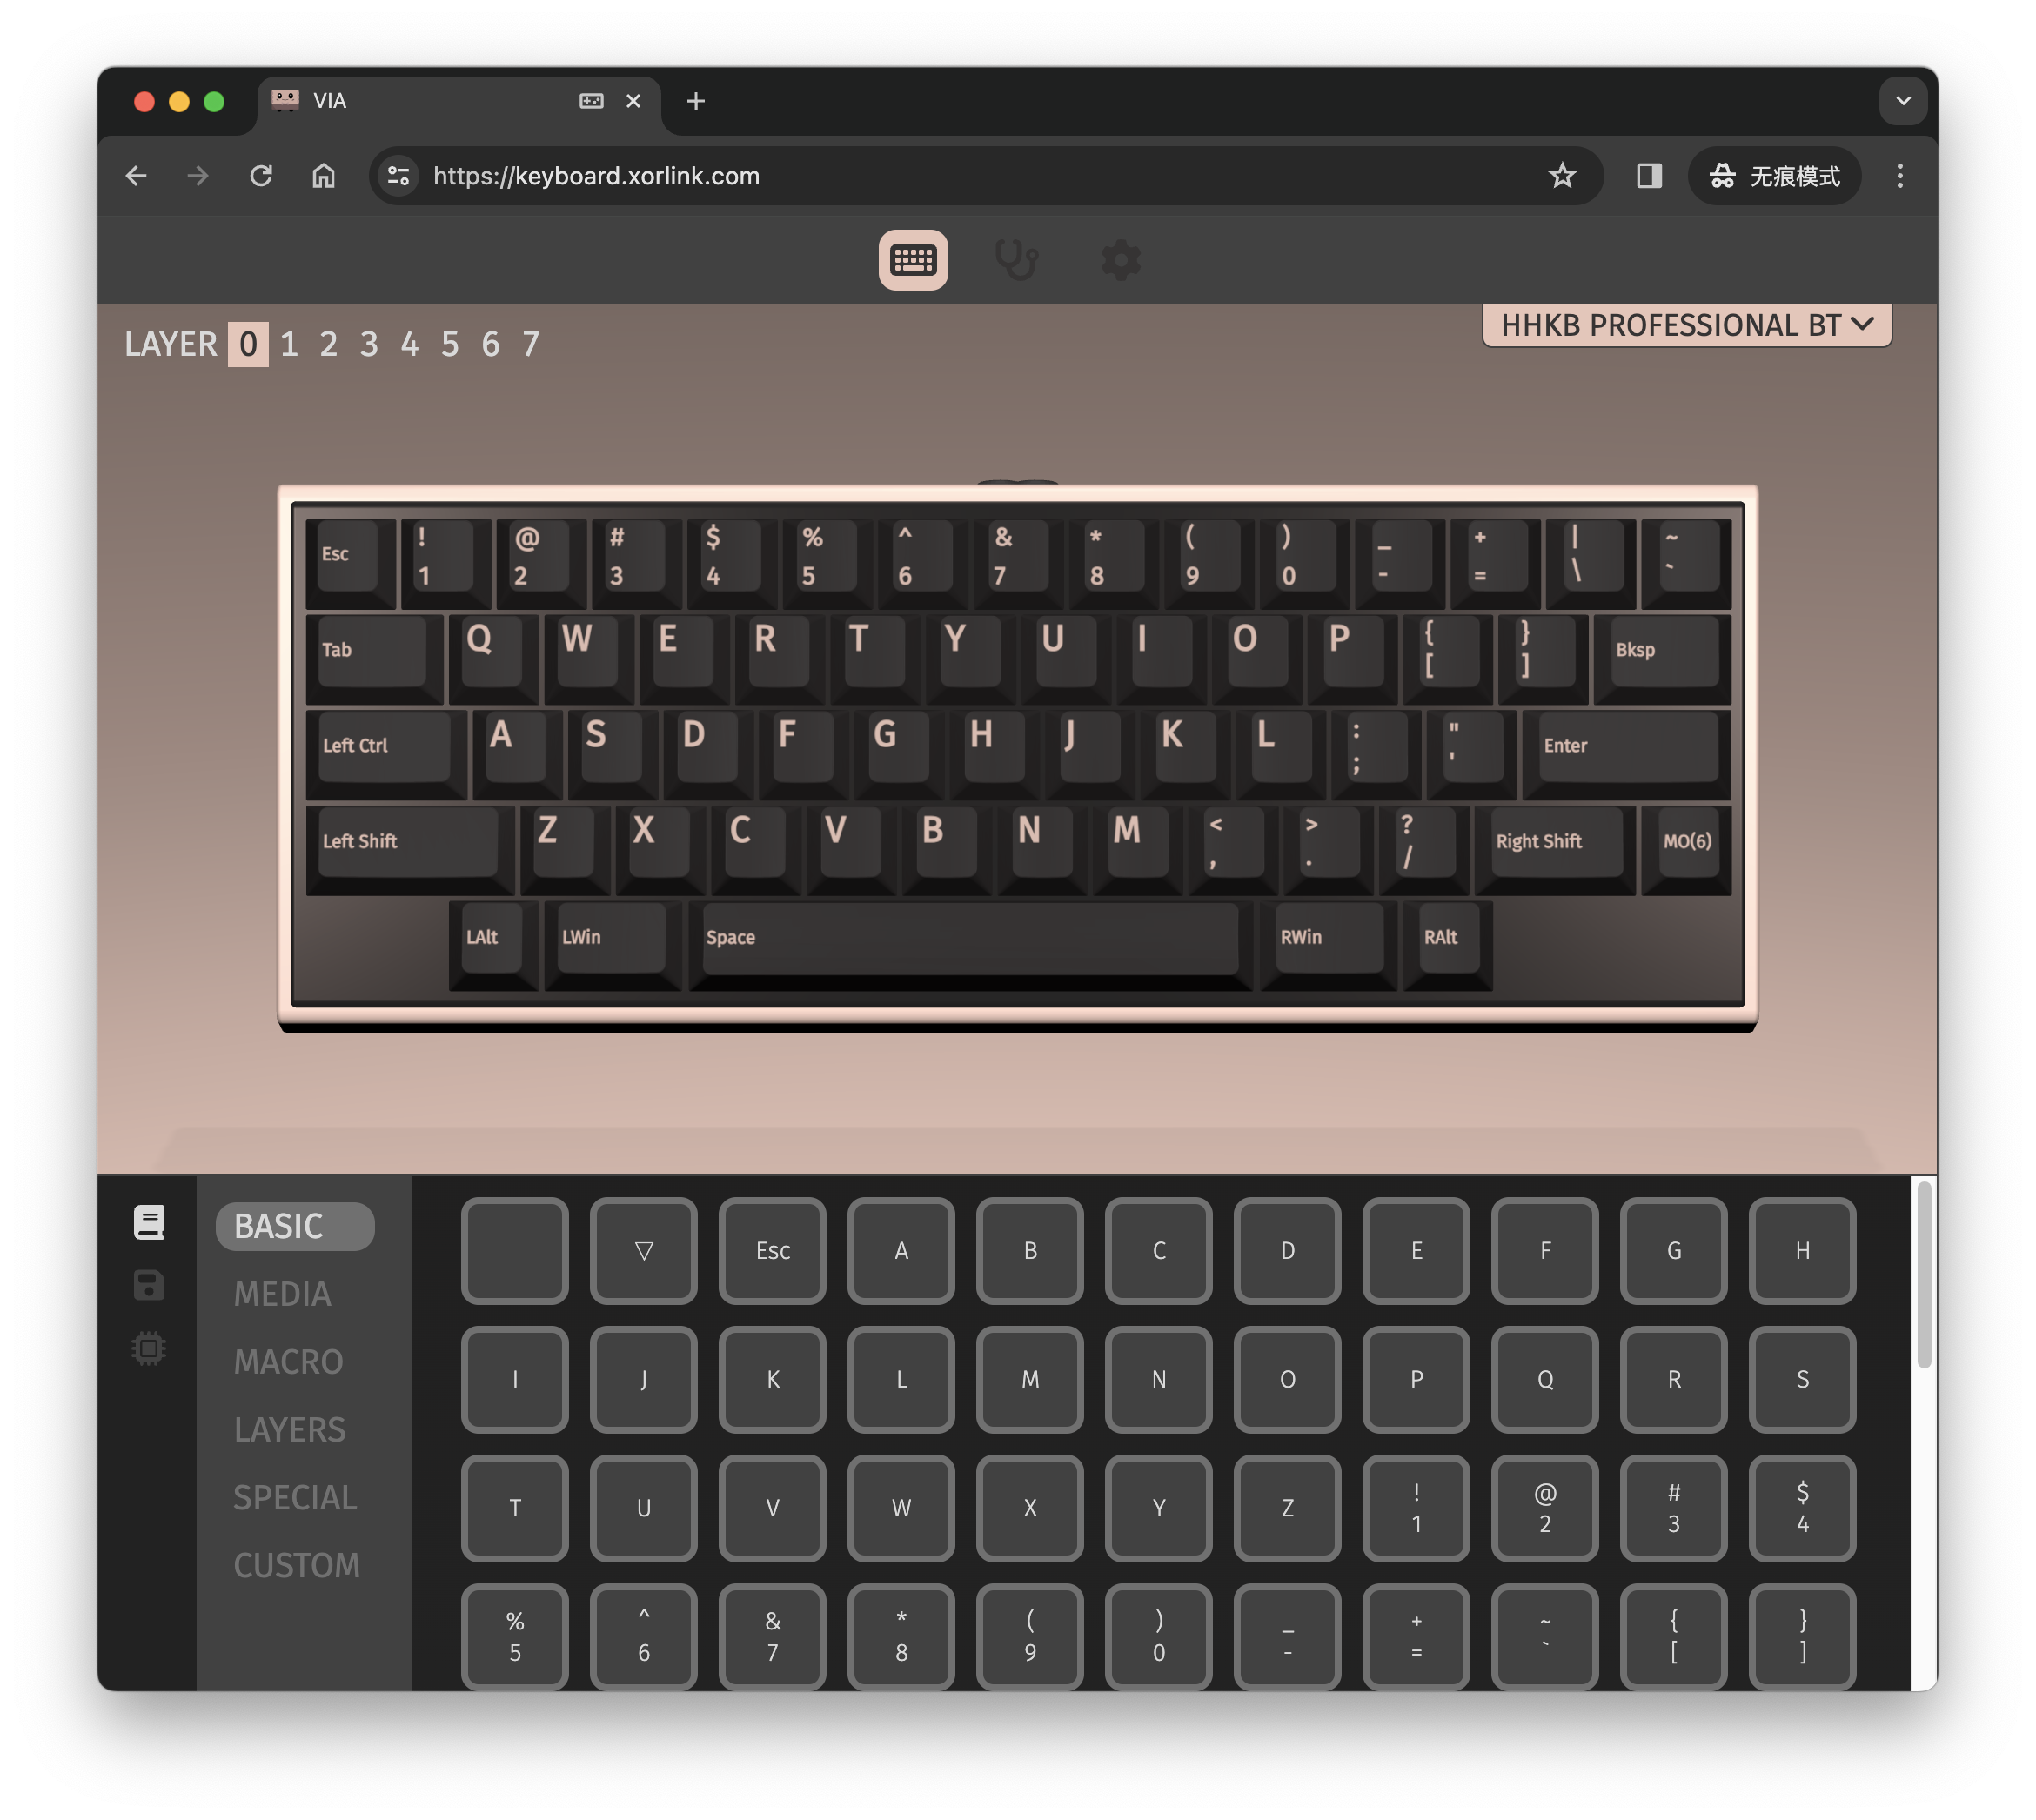 VIA
https://keyboard.xorlink.com
无痕模式
LAYER 0 1 2 3 4 5 6 7
HHKB PROFESSIONAL BT
Esc ! @ # $ % ^ & * ( ) _ + | ~
1 2 3 4 5 6 7 8 9 0 - = \ `
Tab Q W E R T Y U I O P { } Bksp
[ ]
Left Ctrl A S D F G H J K L : " Enter
; '
Left Shift Z X C V B N M < > ? Right Shift MO(6)
, . /
LAlt LWin Space RWin RAlt
BASIC
MEDIA
MACRO
LAYERS
SPECIAL
CUSTOM
▽ Esc A B C D E F G H
I J K L M N O P Q R S
T U V W X Y Z ! @ # $
1 2 3 4
% ^ & * ( ) _ + ~ { }
5 6 7 8 9 0 - = ` [ ]